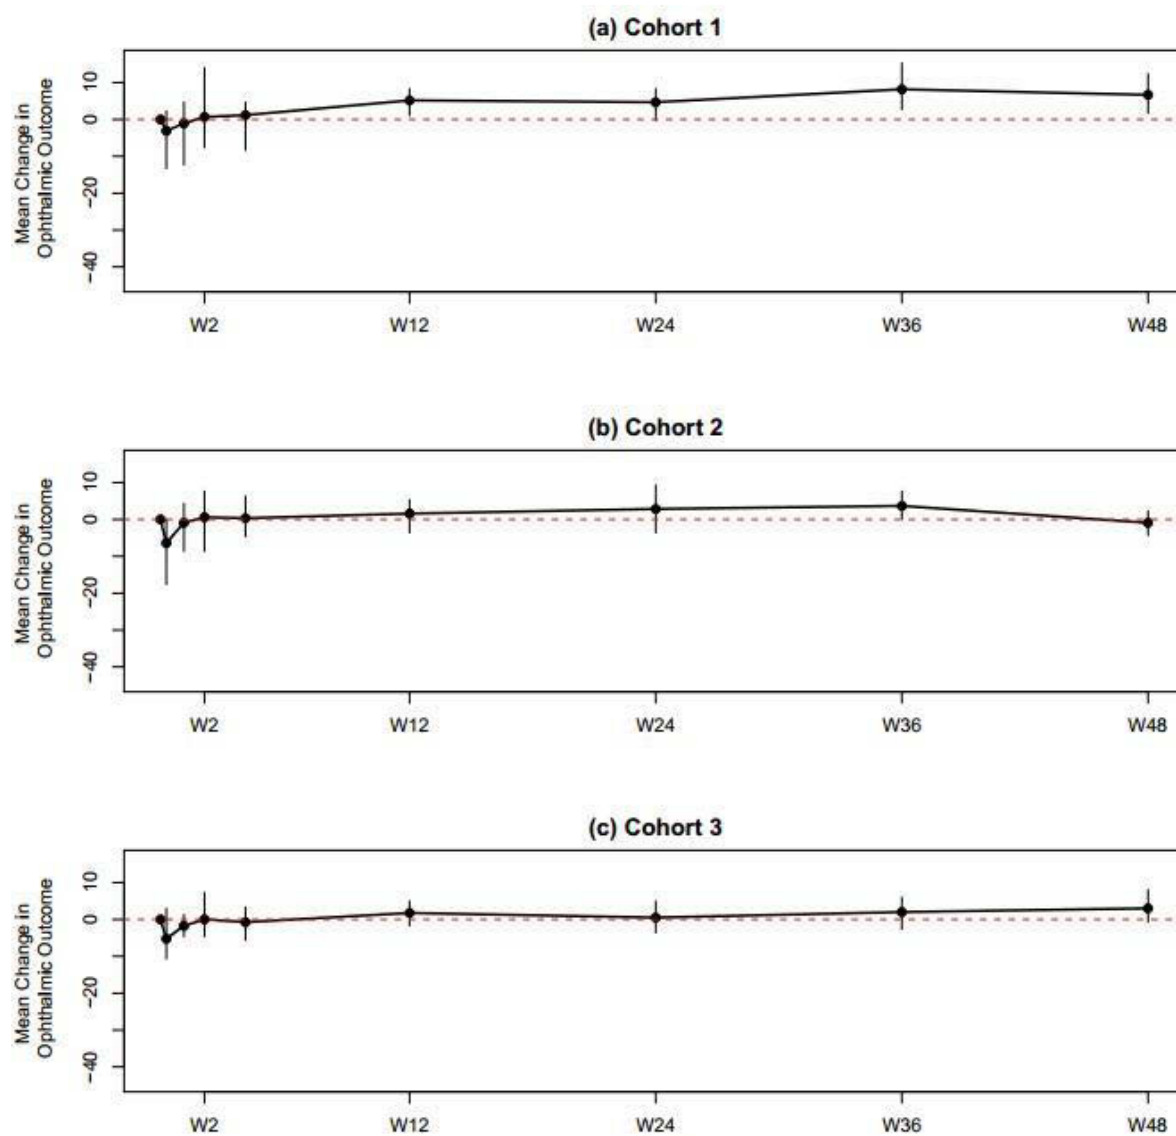 (a) Cohort 1
Mean Change in
Ophthalmic Outcome
10
0
−20
−40
W2 W12 W24 W36 W48
(b) Cohort 2
Mean Change in
Ophthalmic Outcome
10
0
−20
−40
W2 W12 W24 W36 W48
(c) Cohort 3
Mean Change in
Ophthalmic Outcome
10
0
−20
−40
W2 W12 W24 W36 W48